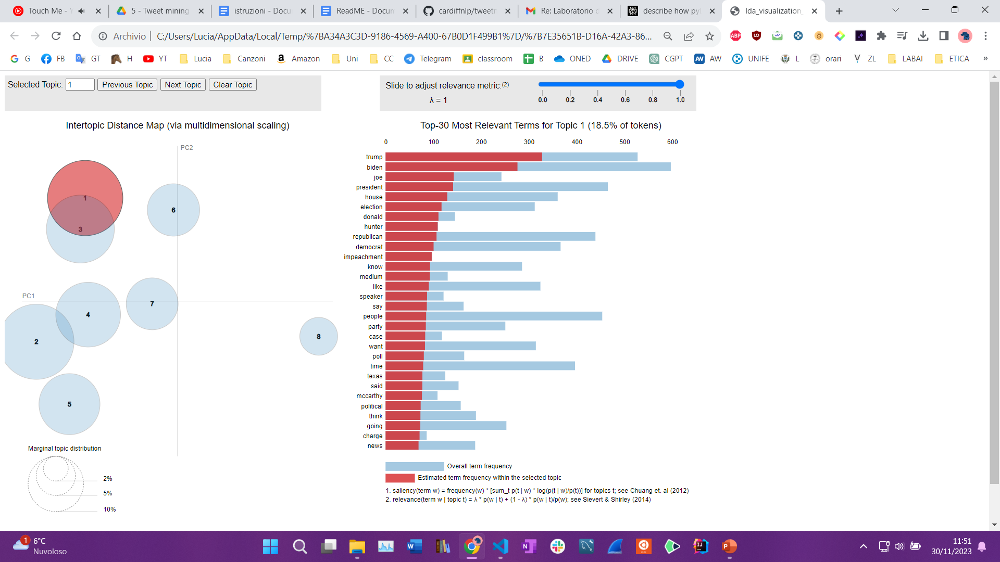 Touch Me - Y
5 - Tweet mining
istruzioni - Docu
ReadME - Docum
cardiffnlp/tweetn
Re: Laboratorio d
describe how pyl
lda_visualization_
Archivio
C:/Users/Lucia/AppData/Local/Temp/%7BA34A3C3D-9186-4569-A400-67B0D1F499B1%7D/%7B7E35651B-D16A-42A3-86...
G FB GT H YT Lucia Canzoni Amazon Uni CC Telegram classroom B ONED DRIVE CGPT AW UNIFE L orari ZL LABAI ETICA »
Selected Topic: 1 Previous Topic Next Topic Clear Topic
Slide to adjust relevance metric:(2)
λ = 1
0.0 0.2 0.4 0.6 0.8 1.0
Intertopic Distance Map (via multidimensional scaling)
PC2
PC1
1
3
6
7
4
2
8
5
Marginal topic distribution
2%
5%
10%
Top-30 Most Relevant Terms for Topic 1 (18.5% of tokens)
0 100 200 300 400 500 600
trump
biden
joe
president
house
election
donald
hunter
republican
democrat
impeachment
know
medium
like
speaker
say
people
party
case
want
poll
time
texas
said
mccarthy
political
think
going
charge
news
Overall term frequency
Estimated term frequency within the selected topic
1. saliency(term w) = frequency(w) * [sum_t p(t | w) * log(p(t | w)/p(t))] for topics t; see Chuang et. al (2012)
2. relevance(term w | topic t) = λ * p(w | t) + (1 - λ) * p(w | t)/p(w); see Sievert & Shirley (2014)
1
6°C
Nuvoloso
11:51
30/11/2023